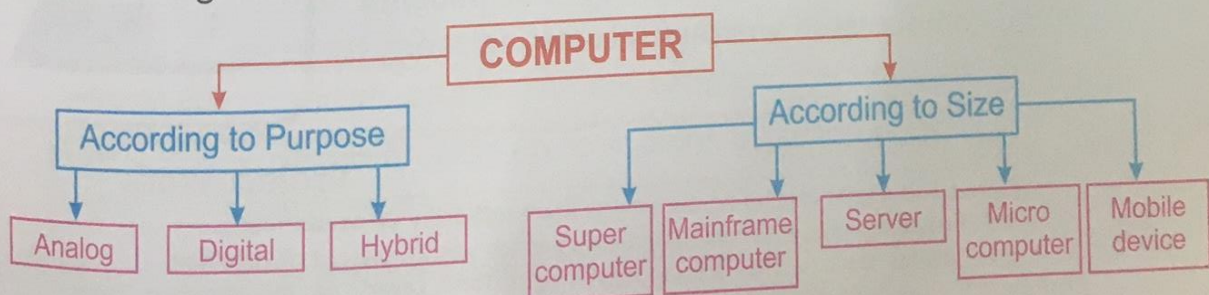 COMPUTER
According to Purpose
According to Size
Analog
Digital
Hybrid
Super
computer
Mainframe
computer
Server
Micro
computer
Mobile
device